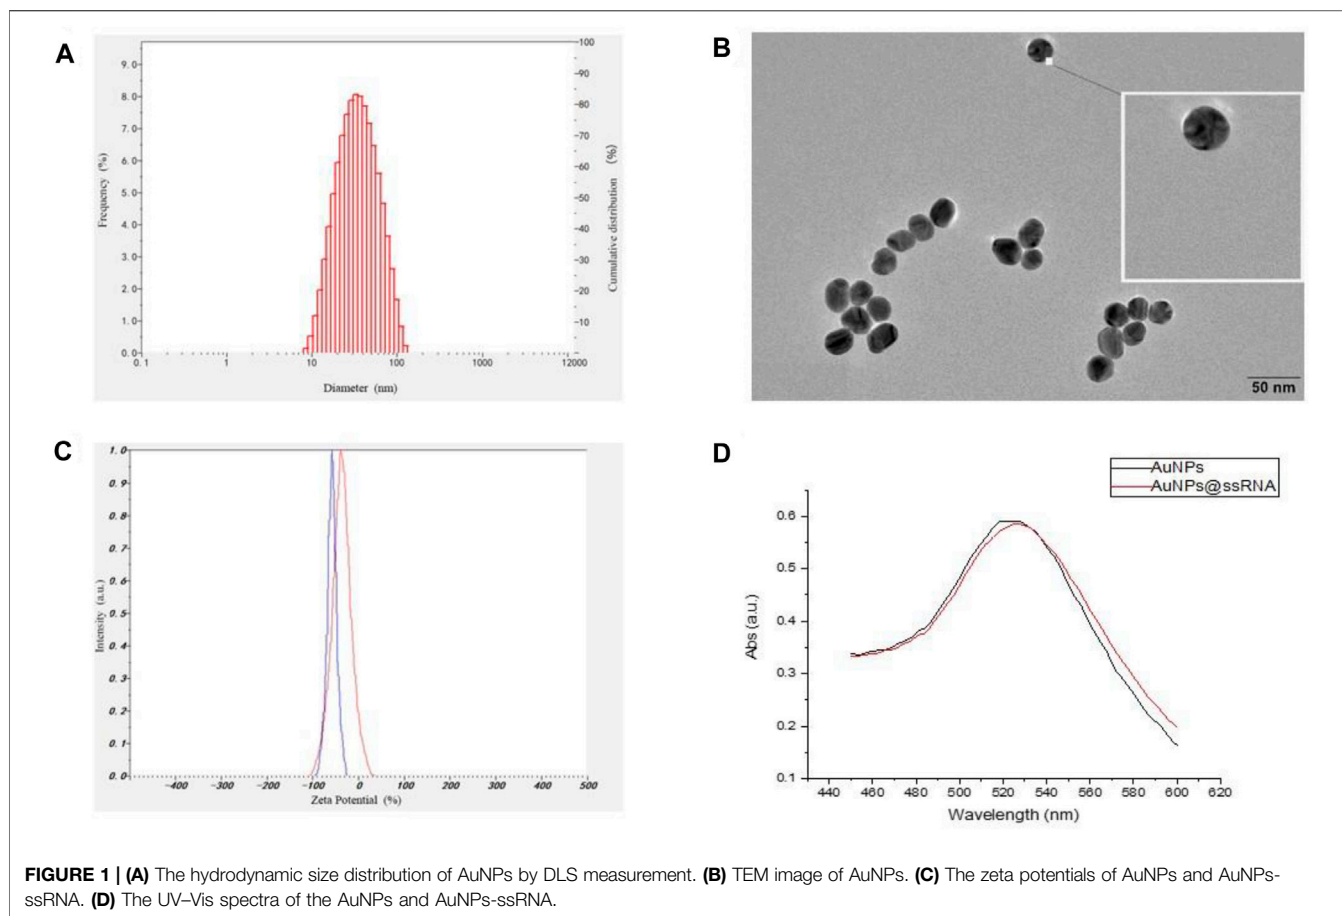 (A)
100
9.0
90
8.0
80
7.0
70
6.0
60
5.0
50
4.0
40
3.0
30
2.0
20
1.0
10
0.0
0
Frequency (%)
Cumulative distribution (%)
0.1 1 10 100 1000 12000
Diameter (nm)
(B)
50 nm
(C)
1.0
0.9
0.8
0.7
0.6
0.5
0.4
0.3
0.2
0.1
0.0
Intensity (a.u.)
-400 -300 -200 -100 0 100 200 300 400 500
Zeta Potential (%)
(D)
AuNPs
AuNPs@ssRNA
0.6
0.5
0.4
0.3
0.2
0.1
Abs (a.u.)
440 460 480 500 520 540 560 580 600 620
Wavelength (nm)
FIGURE 1 | (A) The hydrodynamic size distribution of AuNPs by DLS measurement. (B) TEM image of AuNPs. (C) The zeta potentials of AuNPs and AuNPs-
ssRNA. (D) The UV–Vis spectra of the AuNPs and AuNPs-ssRNA.